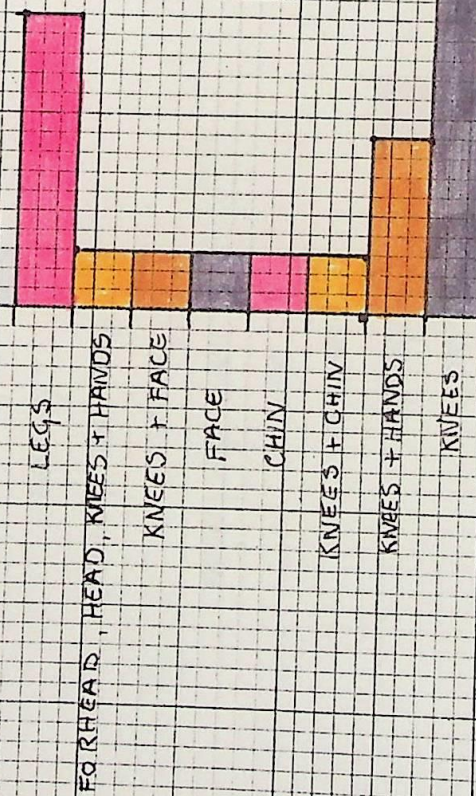 LEGS
FORHEAD, HEAD, KNEES + HANDS
KNEES + FACE
FACE
CHIN
KNEES + CHIN
KNEES + HANDS
KNEES